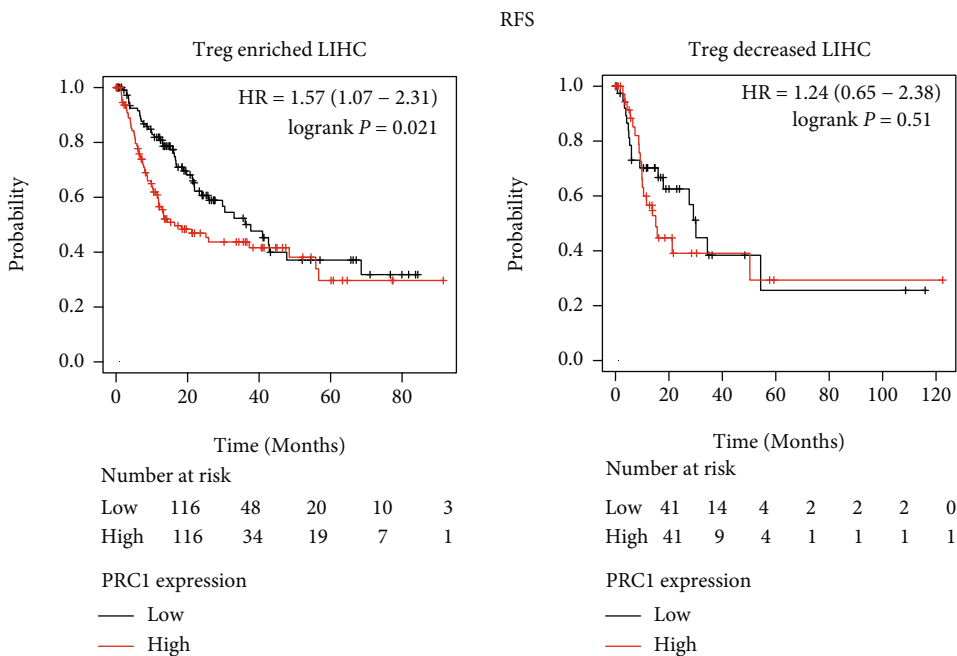 RFS
Treg enriched LIHC
HR = 1.57 (1.07 – 2.31)
logrank P = 0.021
Probability
1.0
0.8
0.6
0.4
0.2
0.0
0 20 40 60 80
Time (Months)
Number at risk
Low 116 48 20 10 3
High 116 34 19 7 1
PRC1 expression
Low
High
Treg decreased LIHC
HR = 1.24 (0.65 – 2.38)
logrank P = 0.51
Probability
1.0
0.8
0.6
0.4
0.2
0.0
0 20 40 60 80 100 120
Time (Months)
Number at risk
Low 41 14 4 2 2 2 0
High 41 9 4 1 1 1 1
PRC1 expression
Low
High